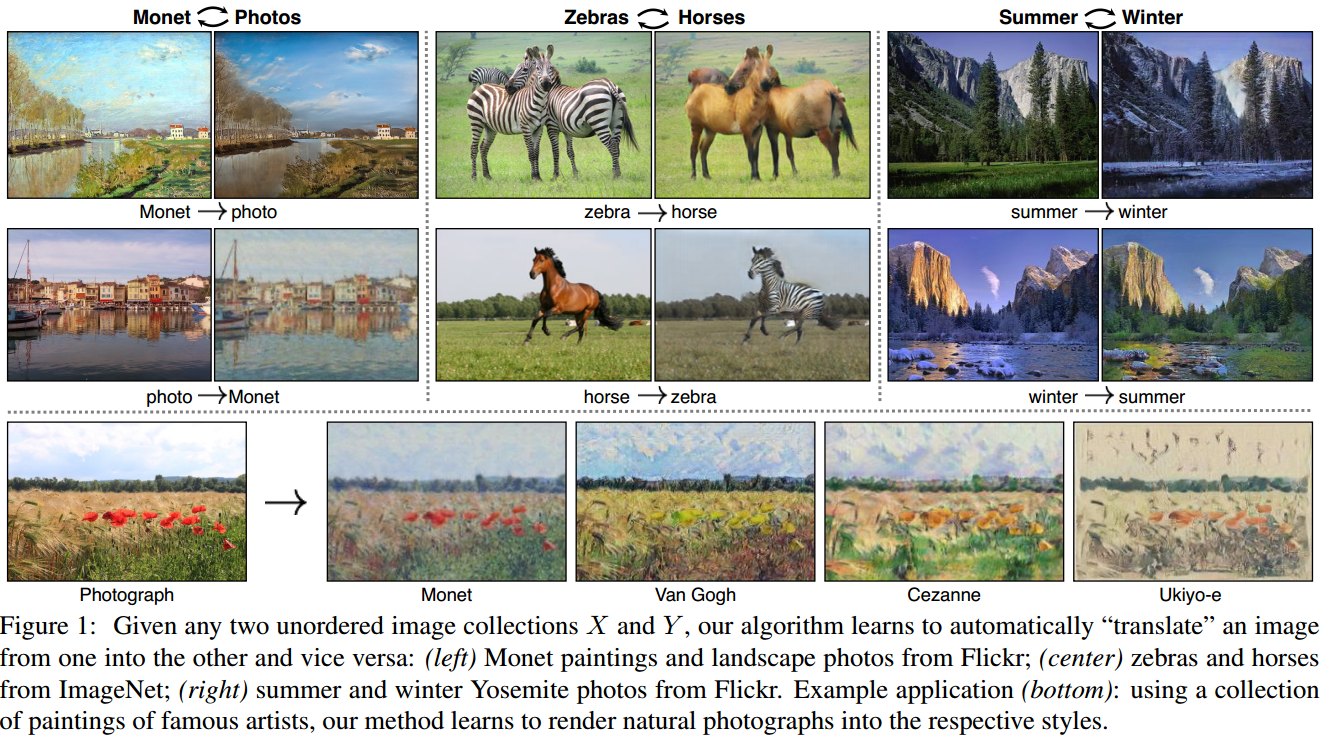 Monet Photos
Zebras Horses
Summer Winter
Monet → photo
zebra → horse
summer → winter
photo → Monet
horse → zebra
winter → summer
Photograph
Monet
Van Gogh
Cezanne
Ukiyo-e
Figure 1: Given any two unordered image collections X and Y, our algorithm learns to automatically “translate” an image
from one into the other and vice versa: (left) Monet paintings and landscape photos from Flickr; (center) zebras and horses
from ImageNet; (right) summer and winter Yosemite photos from Flickr. Example application (bottom): using a collection
of paintings of famous artists, our method learns to render natural photographs into the respective styles.